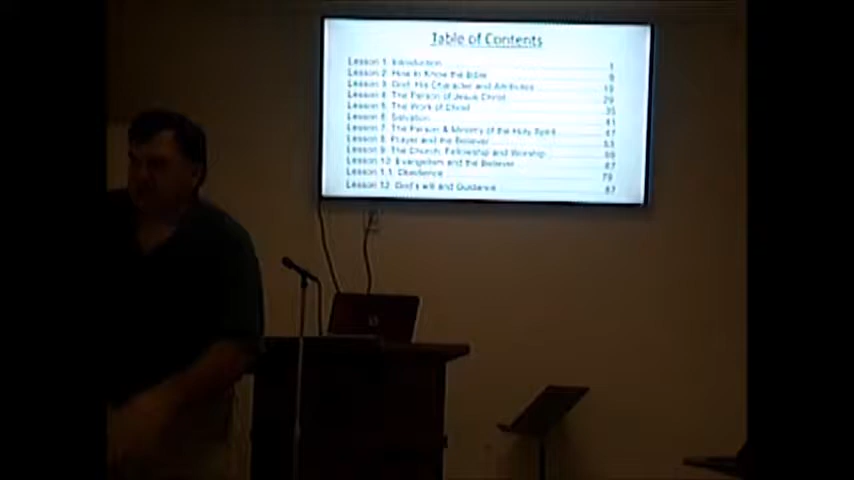 Table of Contents
Lesson 1: Introduction 1
Lesson 2: How to Know the Bible 9
Lesson 3: God: His Character and Attributes 19
Lesson 4: The Person of Jesus Christ 29
Lesson 5: The Work of Christ 35
Lesson 6: Salvation 41
Lesson 7: The Person & Ministry of the Holy Spirit 47
Lesson 8: Prayer and the Believer 53
Lesson 9: The Church, Fellowship and Worship
Lesson 10: Evangelism and the Believer 67
Lesson 11: Obedience 79
Lesson 12: God's will and Guidance 87